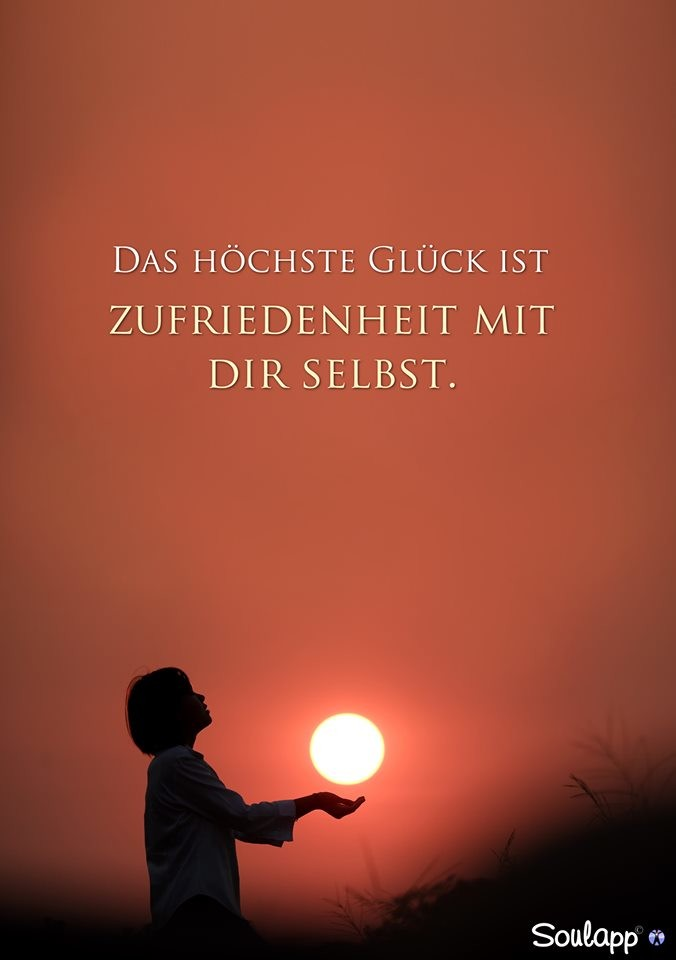 Das höchste Glück ist
zufriedenheit mit
dir selbst.
Soulapp©